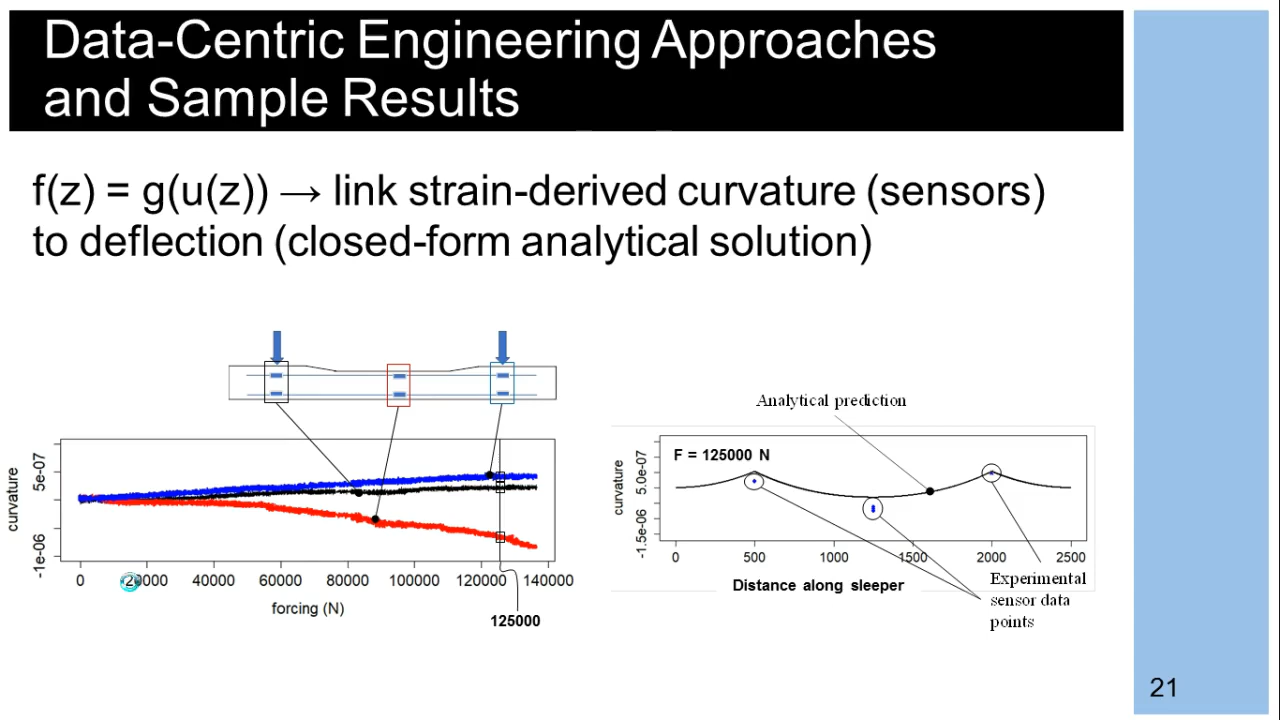 Data-Centric Engineering Approaches
and Sample Results
f(z) = g(u(z)) → link strain-derived curvature (sensors)
to deflection (closed-form analytical solution)
curvature
5e-07
-1e-06
0
20000
40000
60000
80000
100000
120000
140000
forcing (N)
125000
Analytical prediction
F = 125000 N
curvature
5.0e-07
-1.5e-06
0
500
1000
1500
2000
2500
Distance along sleeper
Experimental
sensor data
points
21